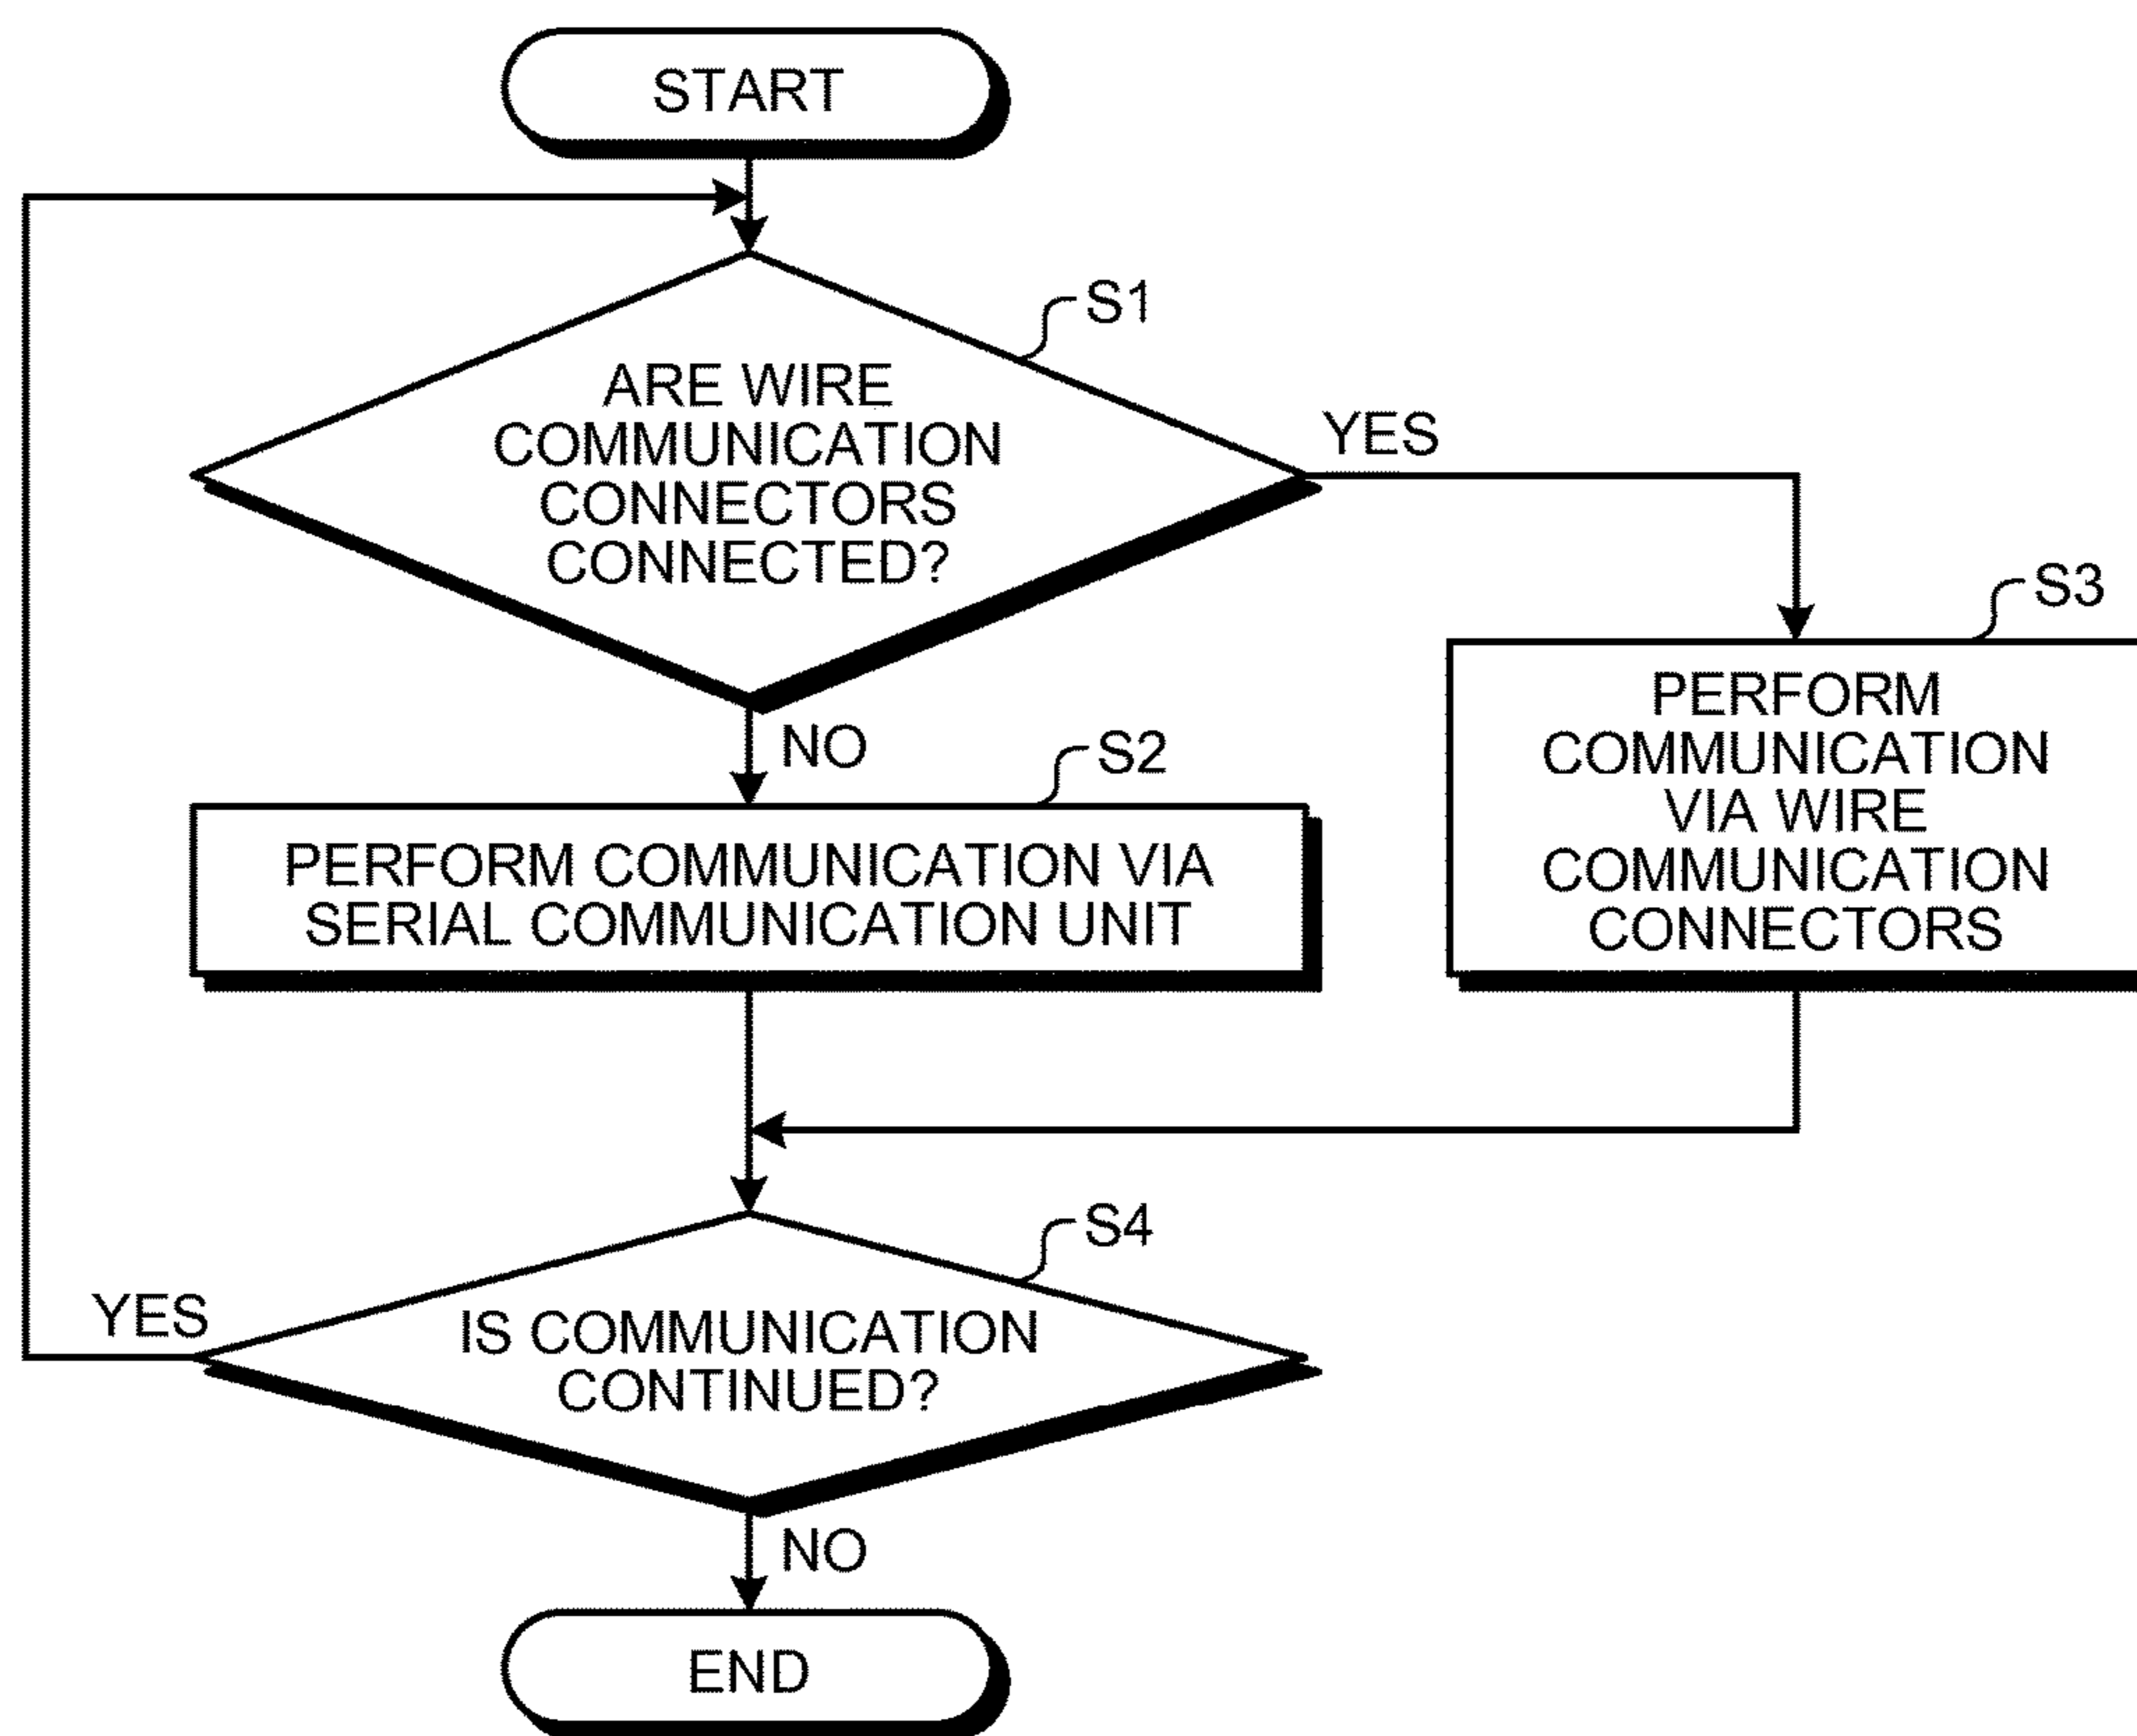 START
S1
ARE WIRE
COMMUNICATION
CONNECTORS
CONNECTED?
YES
S3
PERFORM
COMMUNICATION
VIA WIRE
COMMUNICATION
CONNECTORS
NO
S2
PERFORM COMMUNICATION VIA
SERIAL COMMUNICATION UNIT
S4
YES
IS COMMUNICATION
CONTINUED?
NO
END